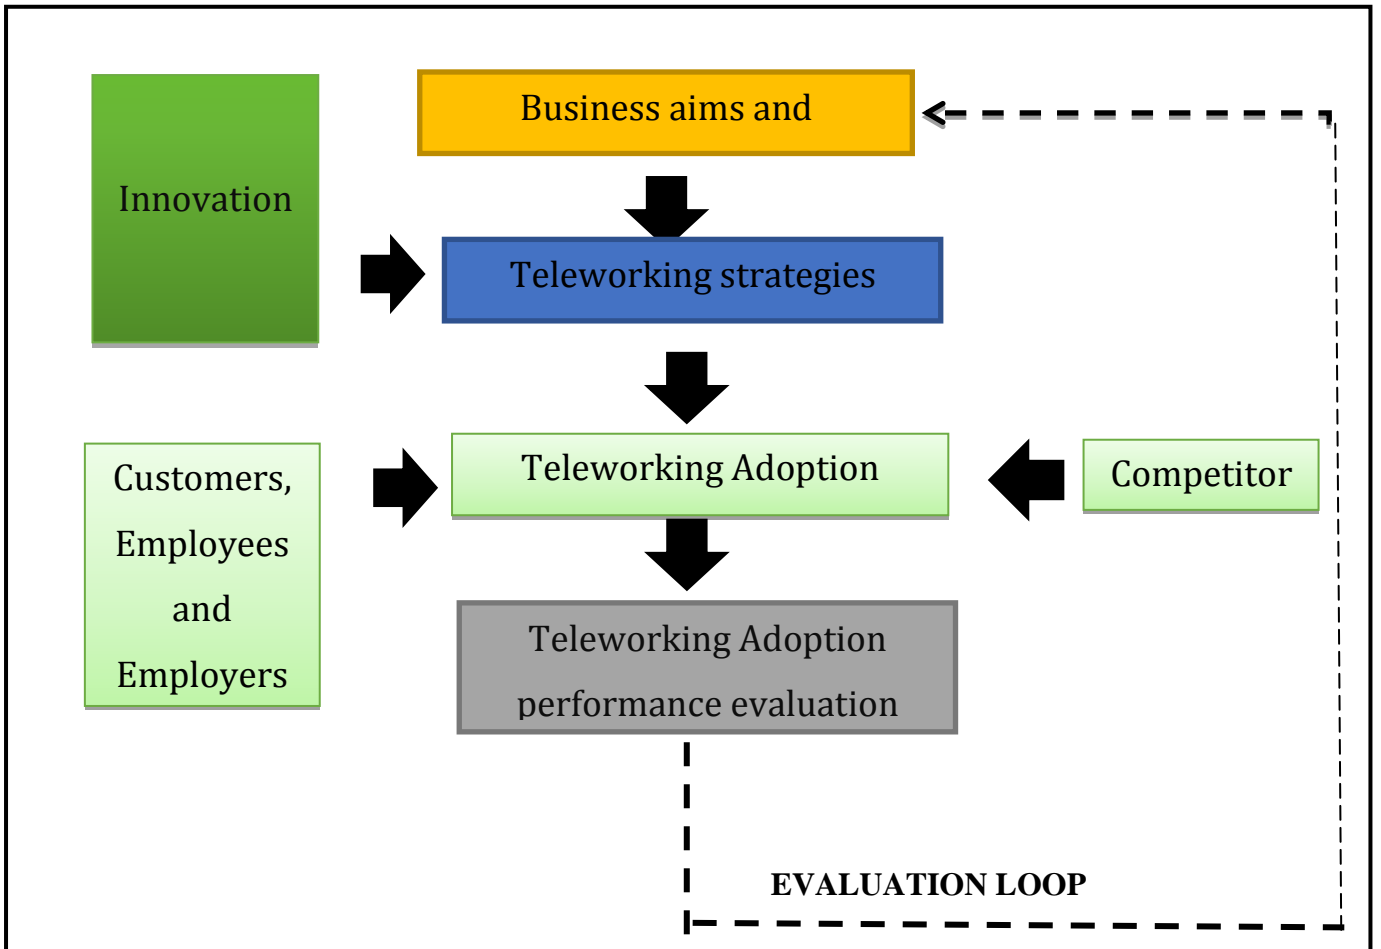 Business aims and
Innovation
Teleworking strategies
Customers,
Employees
and
Employers
Teleworking Adoption
Competitor
Teleworking Adoption
performance evaluation
EVALUATION LOOP